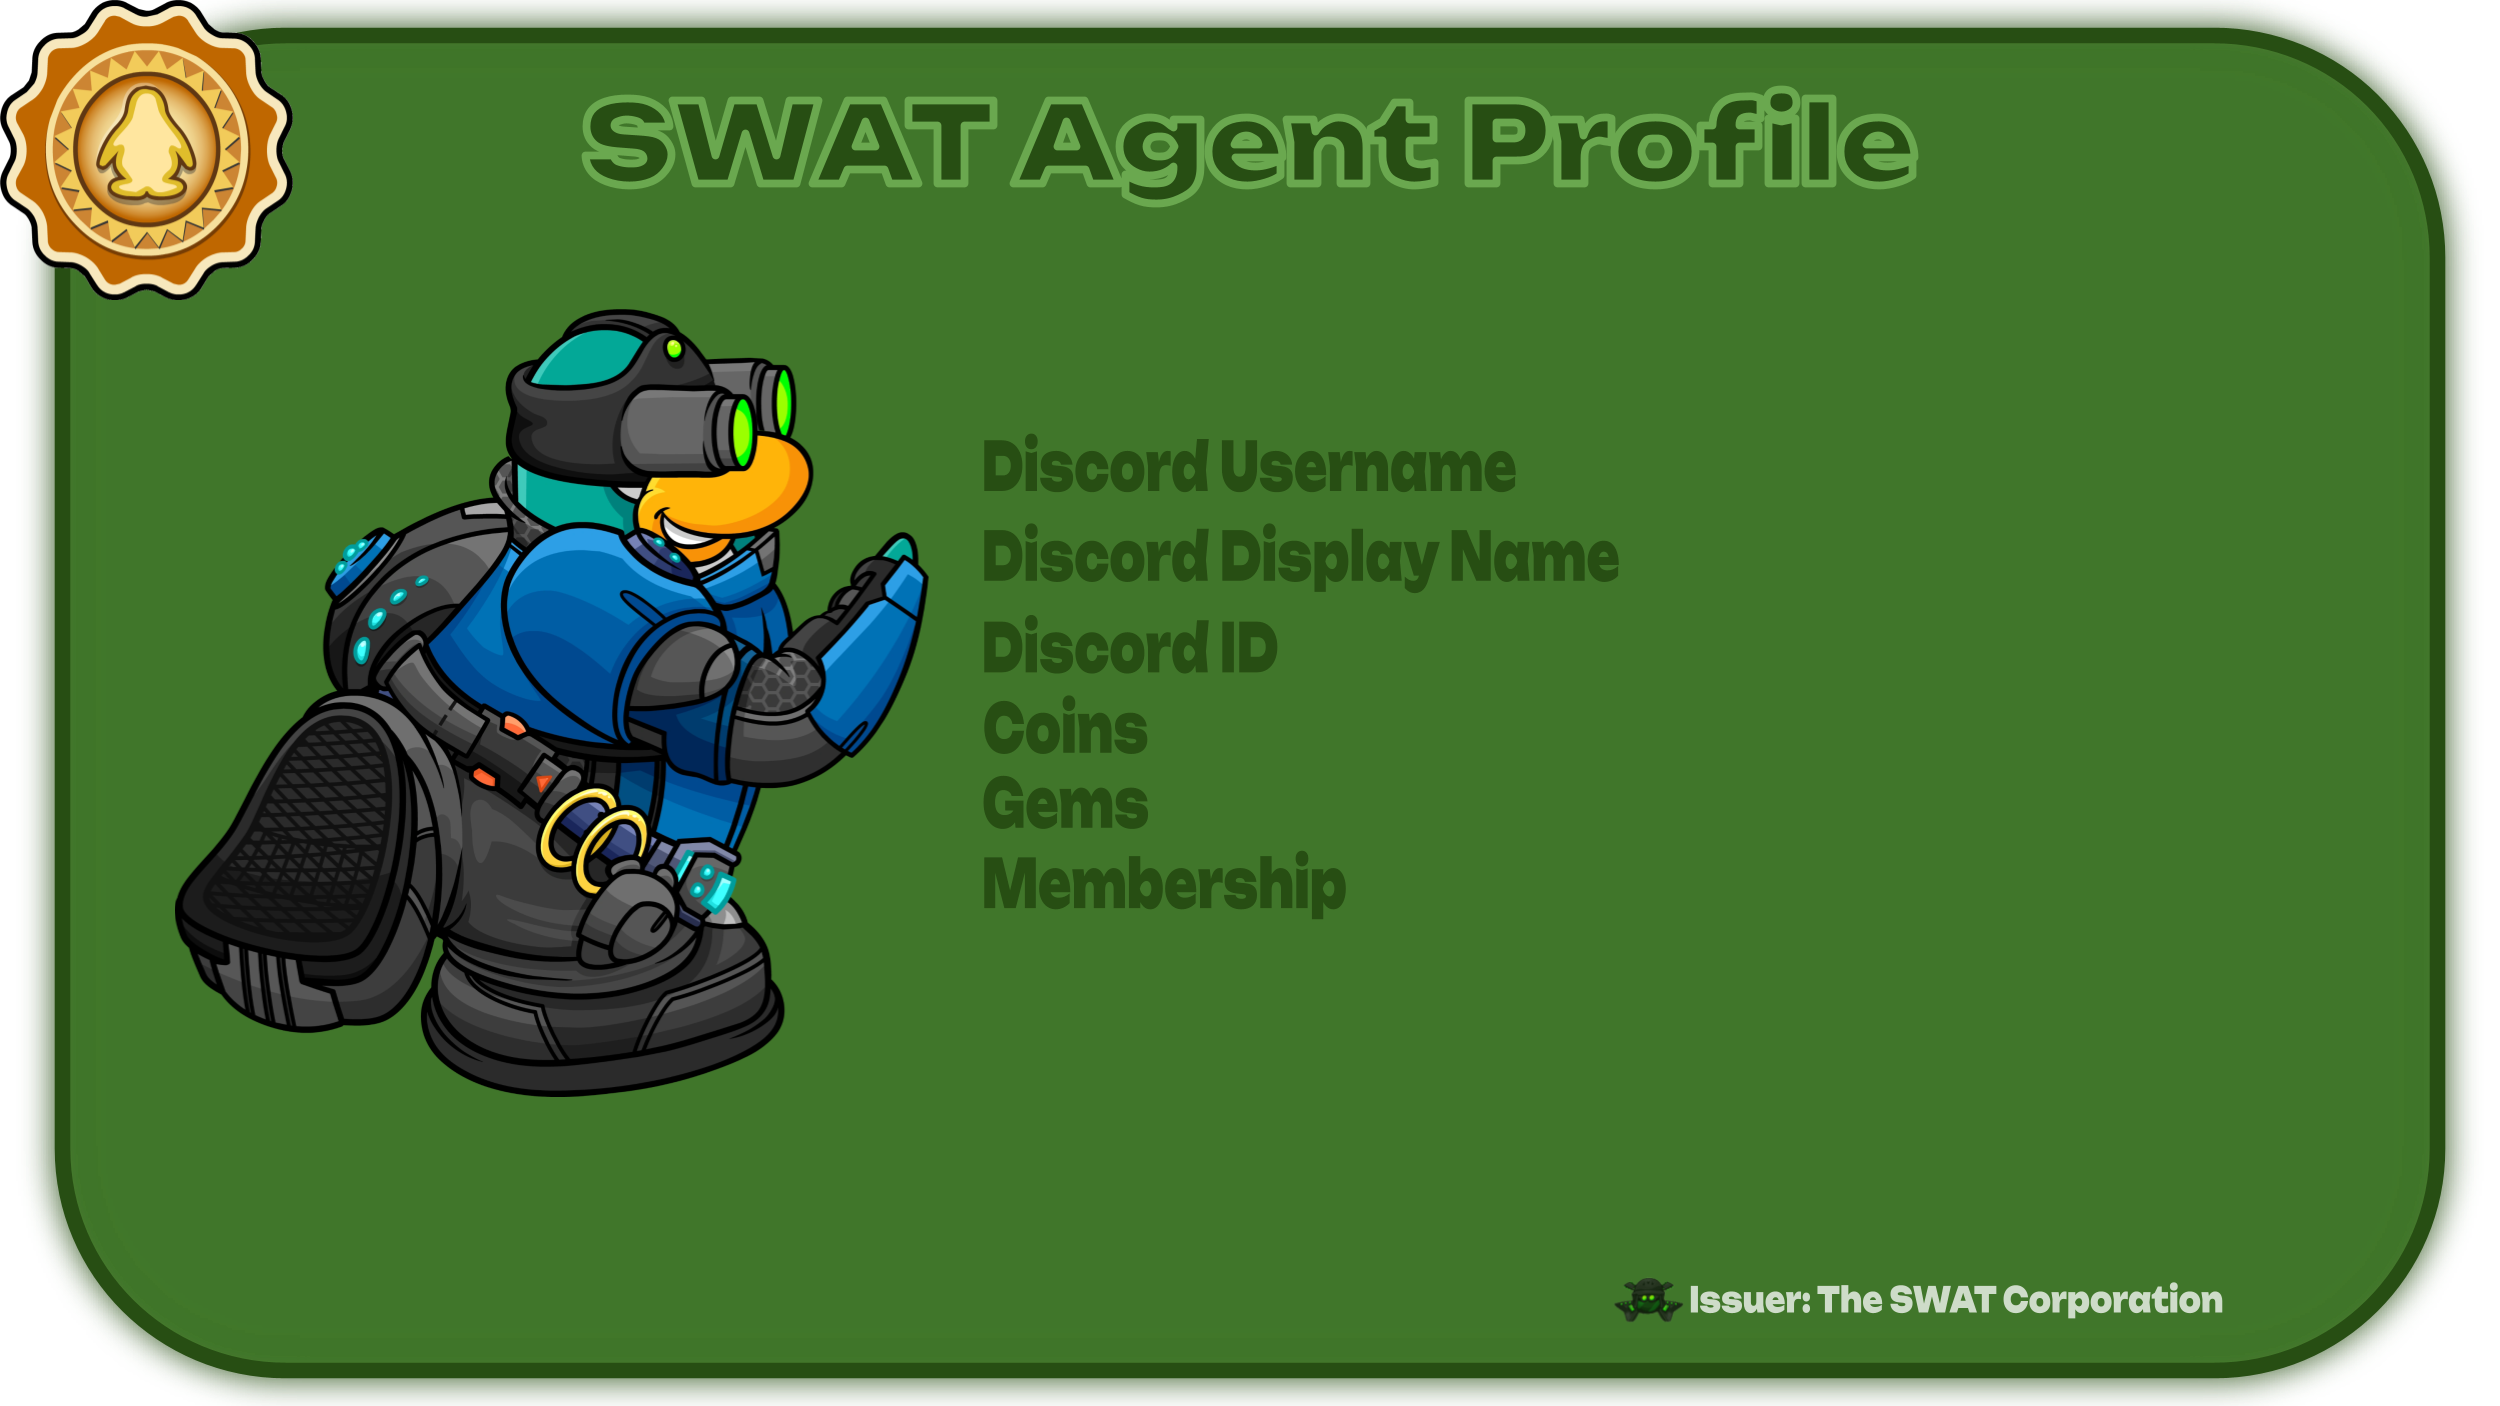 SWAT Agent Profile
Discord Username
Discord Display Name
Discord ID
Coins
Gems
Membership
Issuer: The SWAT Corporation